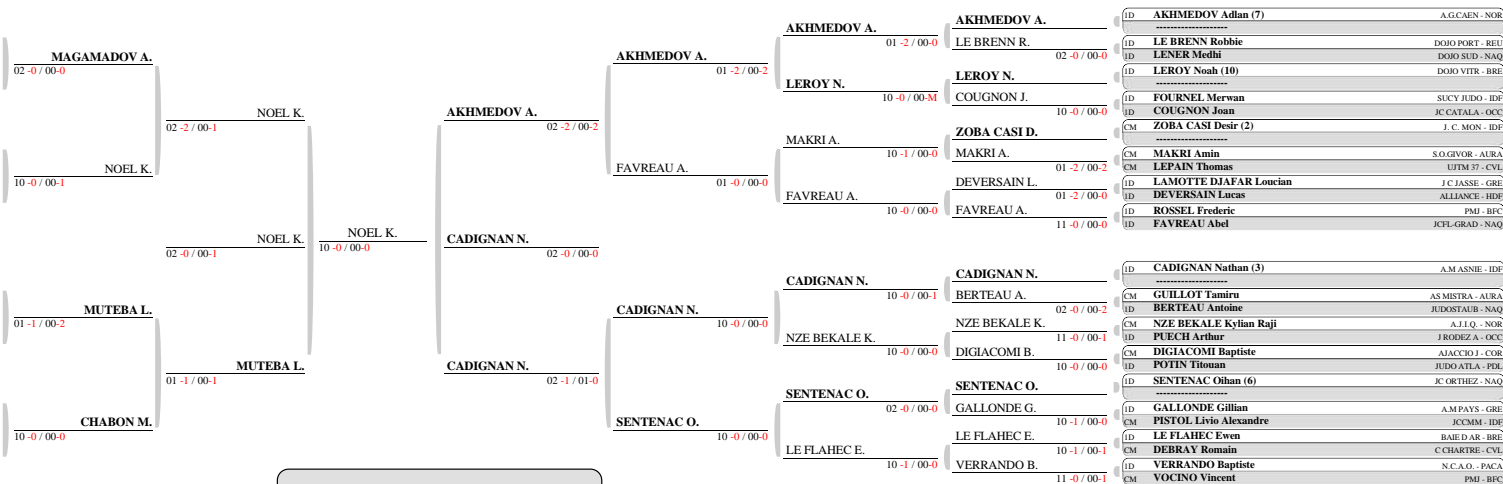 MAGAMADOV A.
02 -0 / 00-0
NOEL K.
02 -2 / 00-1
NOEL K.
10 -0 / 00-1
NOEL K.
02 -0 / 00-1
MUTEBA L.
01 -1 / 00-2
MUTEBA L.
01 -1 / 00-1
CHABON M.
10 -0 / 00-0
NOEL K.
10 -0 / 00-0
AKHMEDOV A.
02 -2 / 00-2
CADIGNAN N.
02 -0 / 00-0
CADIGNAN N.
02 -1 / 01-0
AKHMEDOV A.
01 -2 / 00-2
FAVREAU A.
01 -0 / 00-0
CADIGNAN N.
10 -0 / 00-0
SENTENAC O.
10 -0 / 00-0
AKHMEDOV A.
01 -2 / 00-0
LEROY N.
10 -0 / 00-M
MAKRI A.
10 -1 / 00-0
FAVREAU A.
10 -0 / 00-0
CADIGNAN N.
10 -0 / 00-1
NZE BEKALE K.
10 -0 / 00-0
SENTENAC O.
02 -0 / 00-0
LE FLAHEC E.
10 -1 / 00-0
AKHMEDOV A.
LE BRENN R.
02 -0 / 00-0
LEROY N.
COUGNON J.
10 -0 / 00-0
ZOBA CASI D.
MAKRI A.
01 -2 / 00-2
DEVERSAIN L.
01 -2 / 00-0
FAVREAU A.
11 -0 / 00-0
CADIGNAN N.
BERTEAU A.
02 -0 / 00-2
NZE BEKALE K.
11 -0 / 00-1
DIGIACOMI B.
10 -0 / 00-0
SENTENAC O.
GALLONDE G.
10 -1 / 00-0
LE FLAHEC E.
10 -1 / 00-1
VERRANDO B.
11 -0 / 00-1
1D AKHMEDOV Adlan (7) A.G.CAEN - NOR
--------------------
1D LE BRENN Robbie DOJO PORT - REU
1D LENER Medhi DOJO SUD - NAQ
1D LEROY Noah (10) DOJO VITR - BRE
--------------------
1D FOURNEL Merwan SUCY JUDO - IDF
1D COUGNON Joan JC CATALA - OCC
CM ZOBA CASI Desir (2) J. C. MON - IDF
--------------------
CM MAKRI Amin S.O.GIVOR - AURA
CM LEPAIN Thomas UJTM 37 - CVL
1D LAMOTTE DJAFAR Loucian J C JASSE - GRE
1D DEVERSAIN Lucas ALLIANCE - HDF
1D ROSSEL Frederic PMJ - BFC
1D FAVREAU Abel JCFL-GRAD - NAQ
1D CADIGNAN Nathan (3) A.M ASNIE - IDF
--------------------
CM GUILLOT Tamiru AS MISTRA - AURA
1D BERTEAU Antoine JUDOSTAUB - NAQ
CM NZE BEKALE Kylian Raji A.J.I.Q. - NOR
1D PUECH Arthur J RODEZ A - OCC
CM DIGIACOMI Baptiste AJACCIO J - COR
1D POTIN Titouan JUDO ATLA - PDL
1D SENTENAC Oihan (6) JC ORTHEZ - NAQ
--------------------
1D GALLONDE Gillian A.M PAYS - GRE
CM PISTOL Livio Alexandre JCCMM - IDF
1D LE FLAHEC Ewen BAIE D AR - BRE
CM DEBRAY Romain C CHARTRE - CVL
1D VERRANDO Baptiste N.C.A.O. - PACA
CM VOCINO Vincent PMJ - BFC